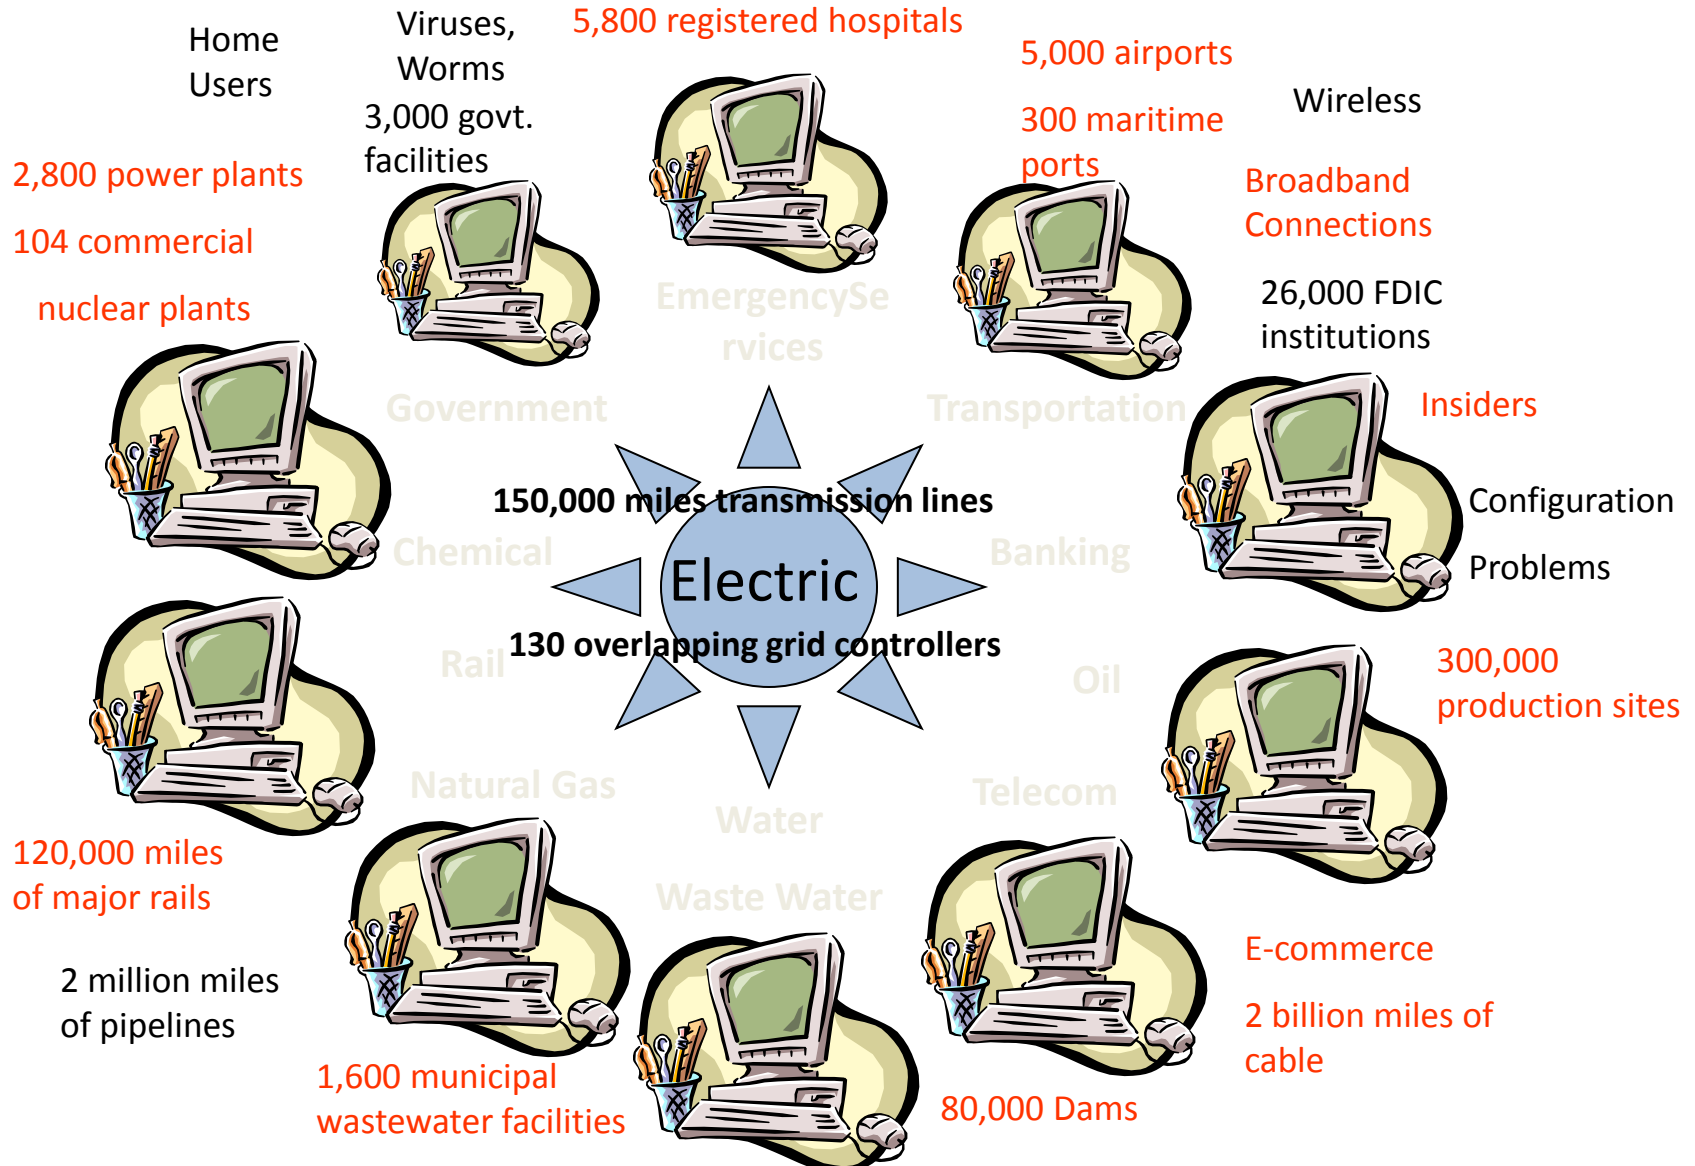 Home
Users
Viruses,
Worms
3,000 govt.
facilities
5,800 registered hospitals
5,000 airports
300 maritime
ports
Wireless
Broadband
Connections
26,000 FDIC
institutions
2,800 power plants
104 commercial
nuclear plants
EmergencySe
rvices
Government
Transportation
Insiders
150,000 miles transmission lines
Configuration
Problems
Chemical
Electric
Banking
Rail
130 overlapping grid controllers
Oil
300,000
production sites
Natural Gas
Water
Telecom
Waste Water
120,000 miles
of major rails
2 million miles
of pipelines
E-commerce
2 billion miles of
cable
1,600 municipal
wastewater facilities
80,000 Dams